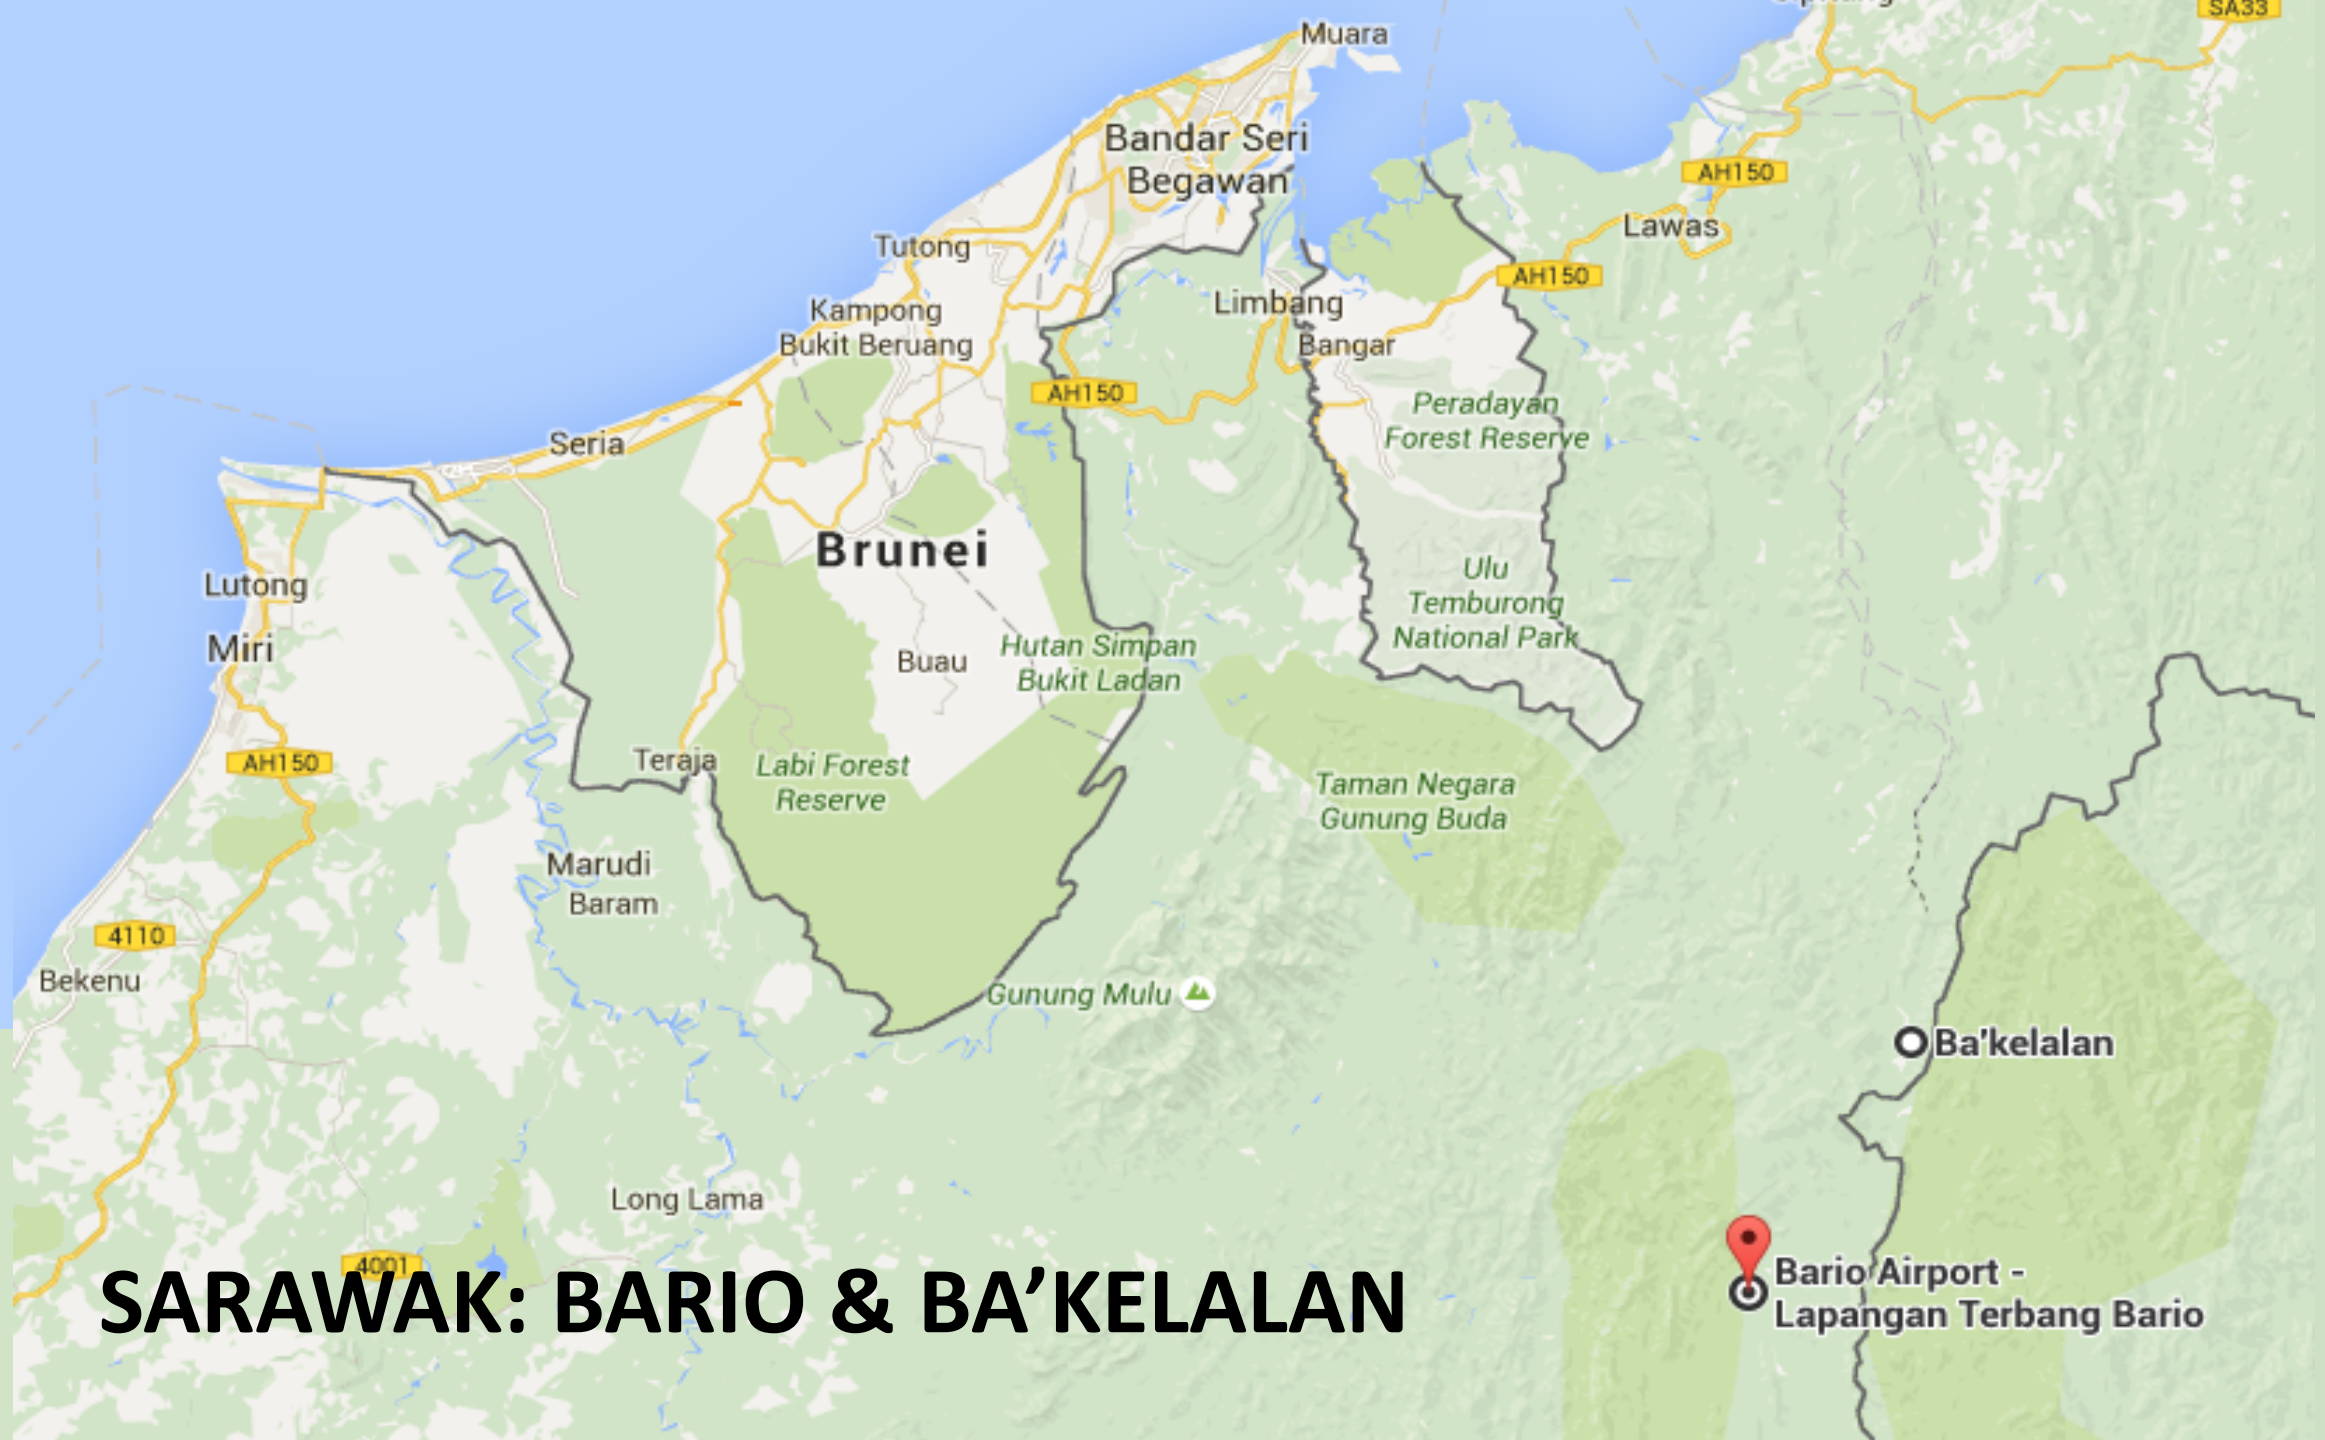 SA33
Muara
Bandar Seri
Begawan
AH150
Lawas
Tutong
AH150
Limbang
Kampong
Bukit Beruang
Bangar
AH150
Peradayan
Forest Reserve
Seria
Brunei
Ulu
Temburong
National Park
Lutong
Miri
Buau
Hutan Simpan
Bukit Ladan
AH150
Teraja
Labi Forest
Reserve
Taman Negara
Gunung Buda
Marudi
Baram
4110
Bekenu
Gunung Mulu
Ba'kelalan
Long Lama
4001
Bario Airport -
Lapangan Terbang Bario
SARAWAK: BARIO & BA’KELALAN